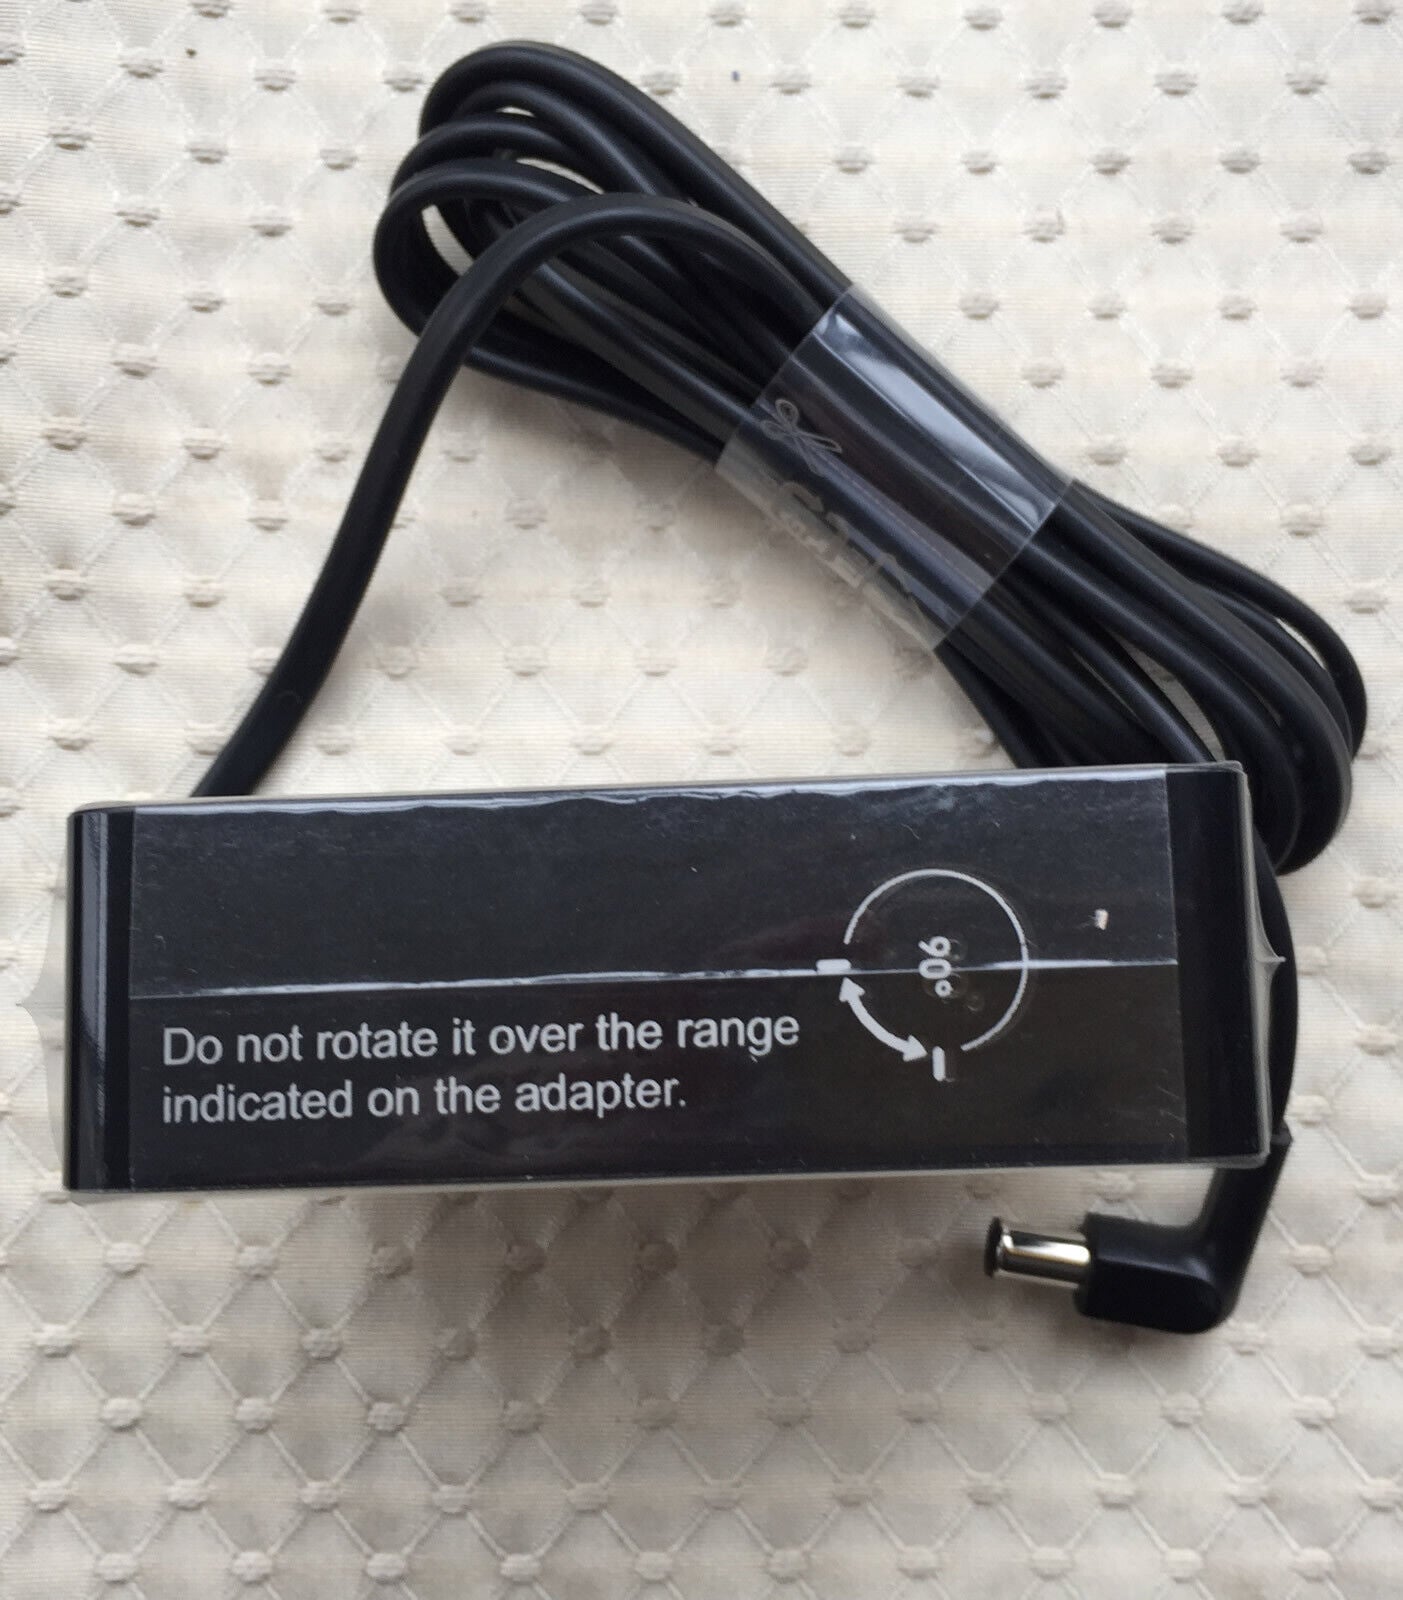 Do not rotate it over the range
indicated on the adapter.
90°